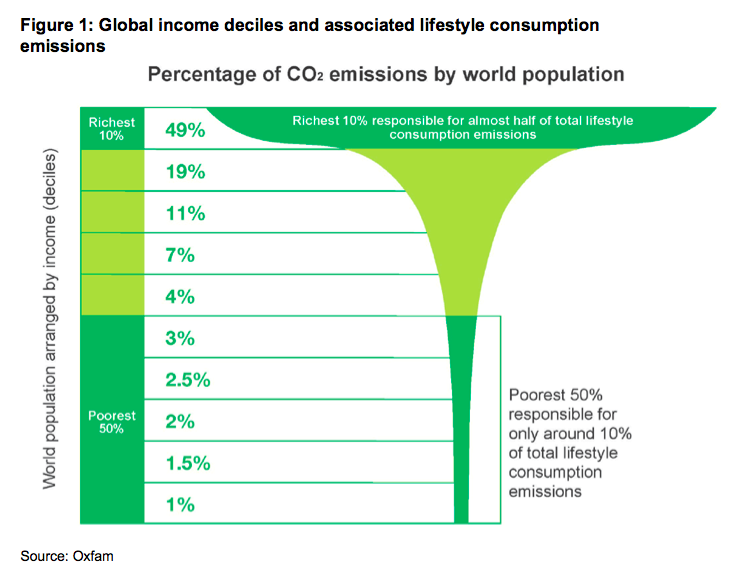 Figure 1: Global income deciles and associated lifestyle consumption
emissions
Percentage of CO₂ emissions by world population
World population arranged by income (deciles)
Richest
10%
49%
Richest 10% responsible for almost half of total lifestyle
consumption emissions
19%
11%
7%
4%
Poorest
50%
3%
2.5%
2%
1.5%
1%
Poorest 50%
responsible for
only around 10%
of total lifestyle
consumption
emissions
Source: Oxfam